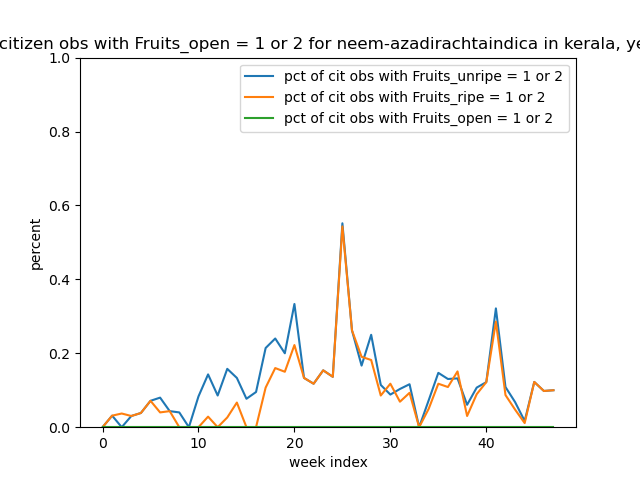 citizen obs with Fruits_open = 1 or 2 for neem-azadirachtaindica in kerala,
pct of cit obs with Fruits_unripe = 1 or 2
pct of cit obs with Fruits_ripe = 1 or 2
pct of cit obs with Fruits_open = 1 or 2
percent
1.0
0.8
0.6
0.4
0.2
0.0
0 10 20 30 40
week index